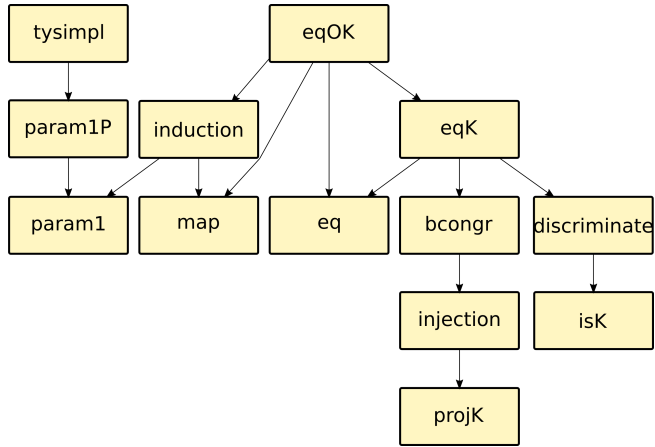 tysimpl
eqOK
param1P
induction
eqK
param1
map
eq
bcongr
discriminate
injection
isK
projK